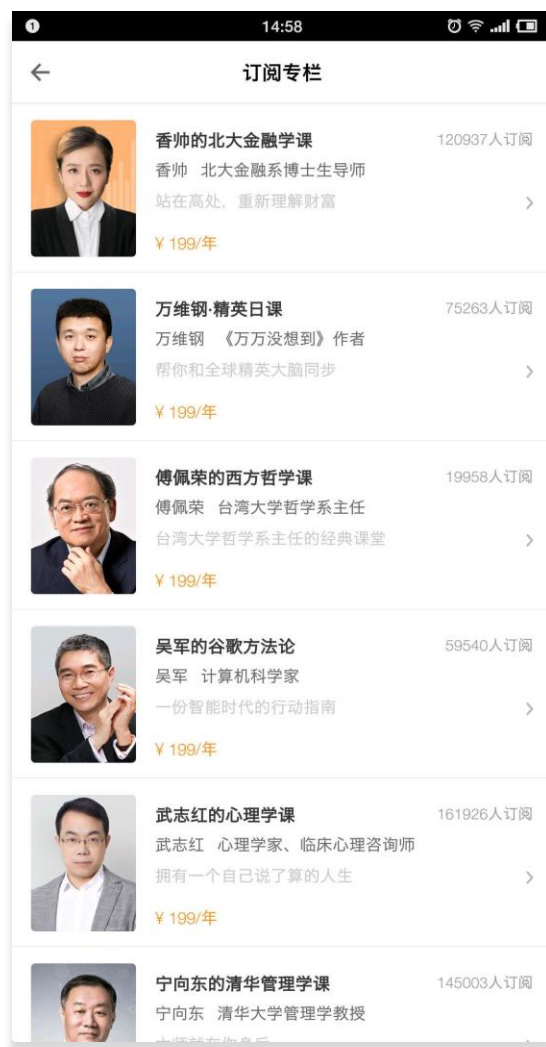 1
14:58
订阅专栏
香帅的北大金融学课 120937人订阅
香帅 北大金融系博士生导师
站在高处，重新理解财富
¥ 199/年
万维钢·精英日课 75263人订阅
万维钢 《万万没想到》作者
帮你和全球精英大脑同步
¥ 199/年
傅佩荣的西方哲学课 19958人订阅
傅佩荣 台湾大学哲学系主任
台湾大学哲学系主任的经典课堂
¥ 199/年
吴军的谷歌方法论 59540人订阅
吴军 计算机科学家
一份智能时代的行动指南
¥ 199/年
武志红的心理学课 161926人订阅
武志红 心理学家、临床心理咨询师
拥有一个自己说了算的人生
¥ 199/年
宁向东的清华管理学课 145003人订阅
宁向东 清华大学管理学教授